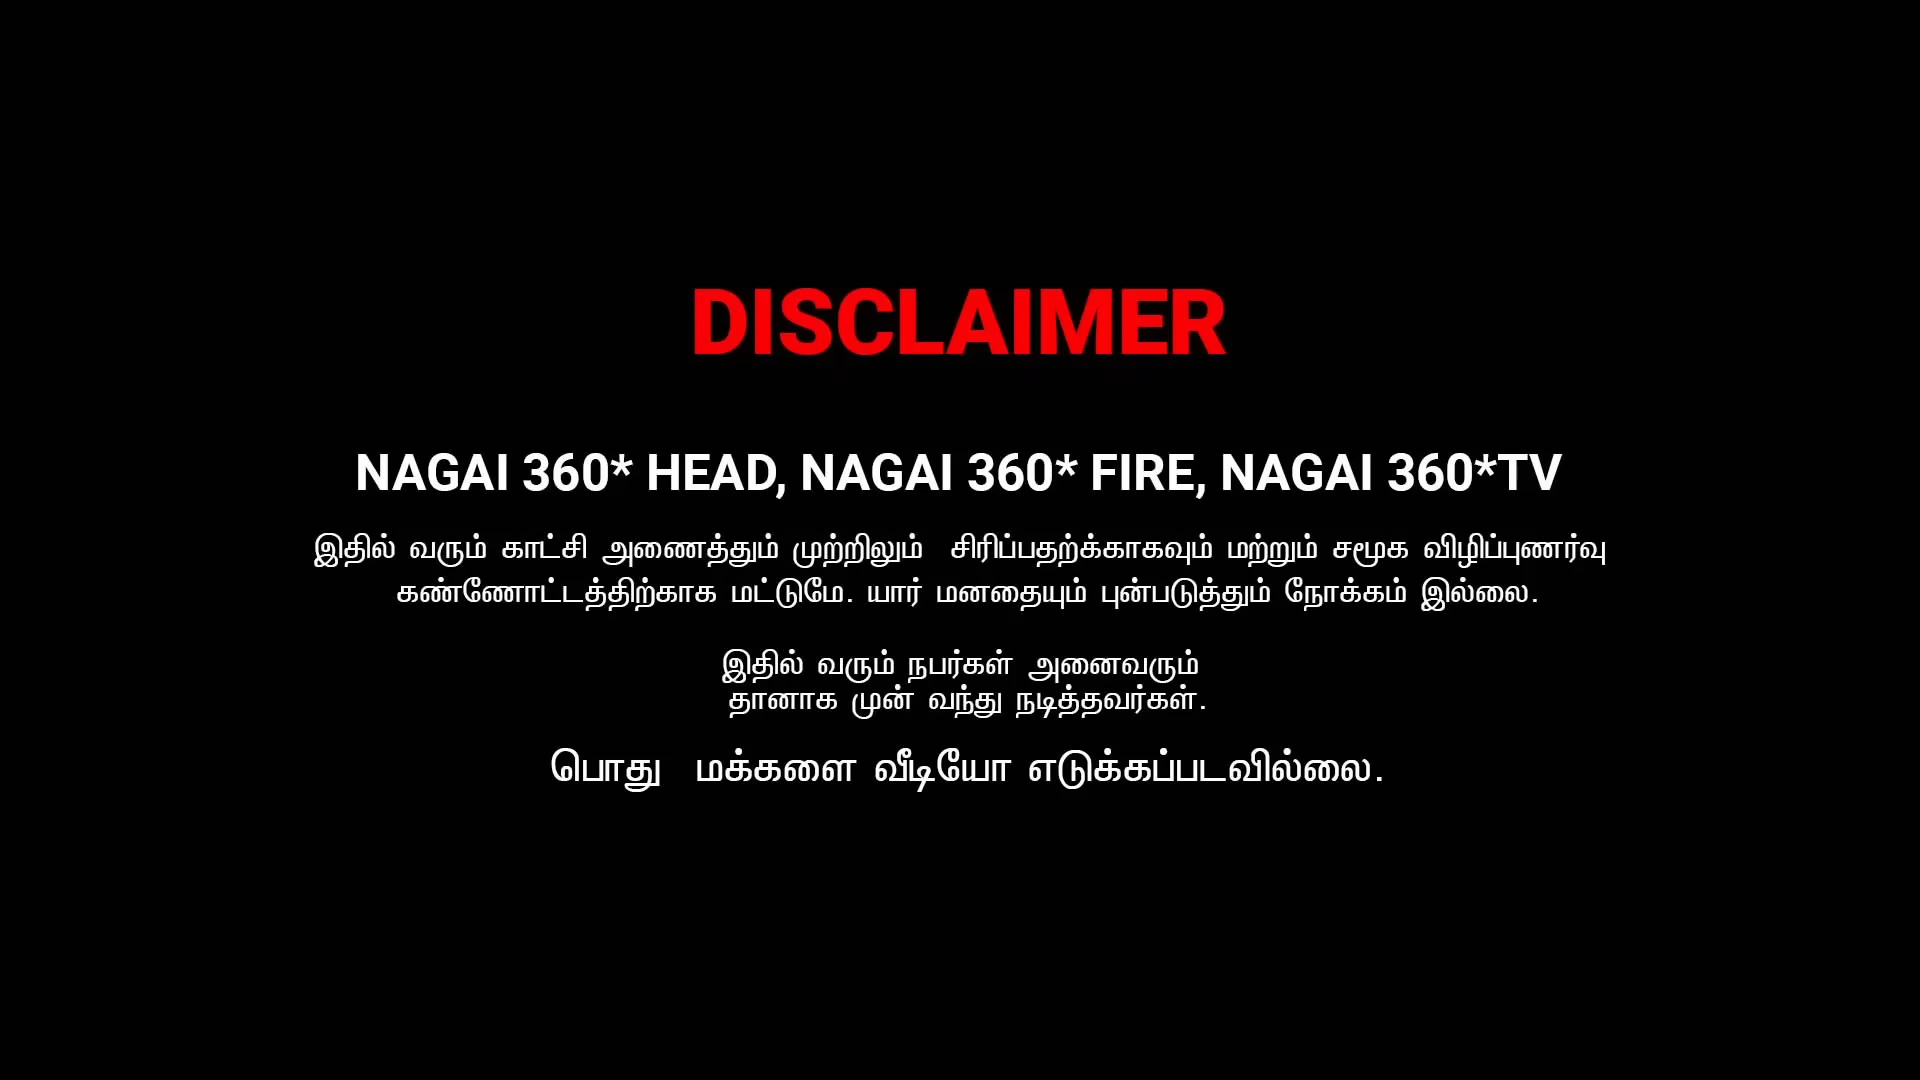 DISCLAIMER
NAGAI 360* HEAD, NAGAI 360* FIRE, NAGAI 360*TV
இதில் வரும் காட்சி அணைத்தும் முற்றிலும் சிரிப்பதற்க்காகவும் மற்றும் சமூக விழிப்புணர்வு
கண்ணோட்டத்திற்காக மட்டுமே. யார் மனதையும் புன்படுத்தும் நோக்கம் இல்லை.
இதில் வரும் நபர்கள் அனைவரும்
தானாக முன் வந்து நடித்தவர்கள்.
பொது மக்களை வீடியோ எடுக்கப்படவில்லை.